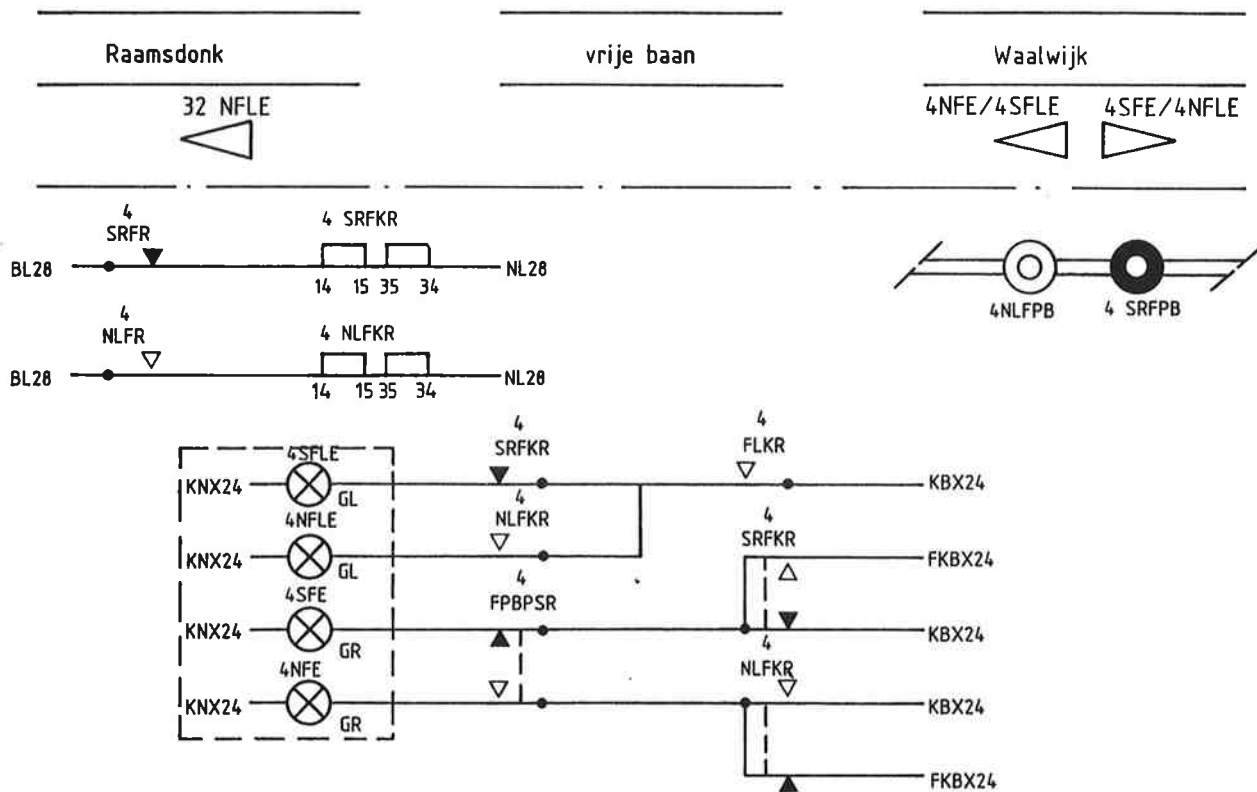 Raamsdonk vrije baan Waalwijk
32 NFLE 4NFE/4SFLE 4SFE/4NFLE
4 4 SRFKR
SRFR
BL28 NL28
14 15 35 34
4NLFPB 4 SRFPB
4 4 NLFKR
NLFR
BL28 NL28
14 15 35 34
4 4
4SFLE SRFKR FLKR
KNX24 GL KBX24
4 4
4NFLE NLFKR SRFKR
KNX24 GL FKBX24
4
4SFE FPBPSR
KNX24 GR KBX24
4
4NFE NLFKR
KNX24 GR KBX24
FKBX24